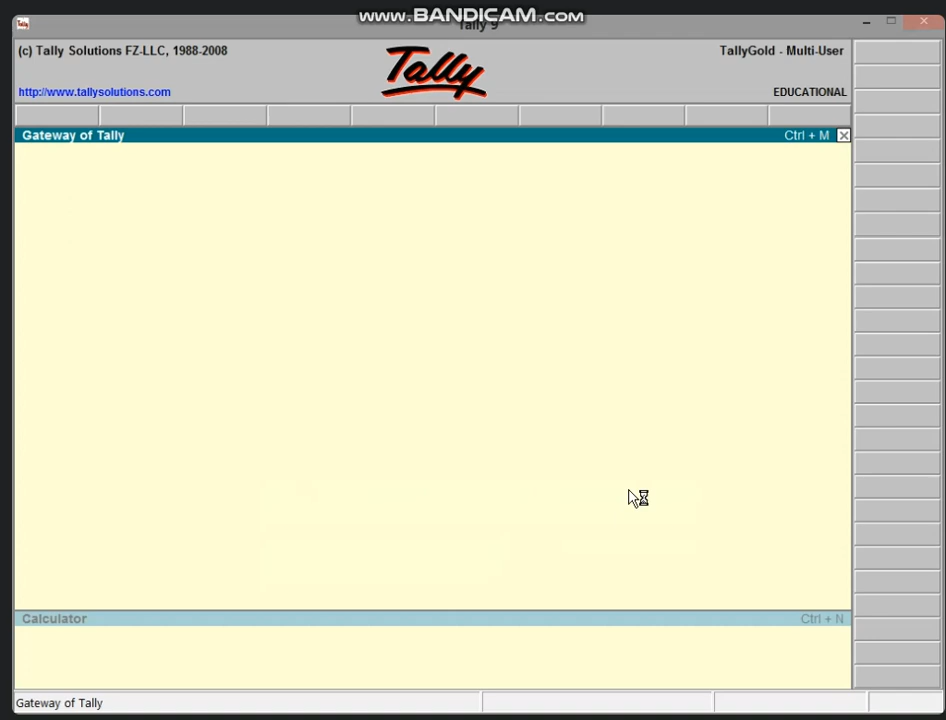 www.BANDICAM.com
Tally 9
(c) Tally Solutions FZ-LLC, 1988-2008
Tally
TallyGold - Multi-User
http://www.tallysolutions.com
EDUCATIONAL
Gateway of Tally
Ctrl + M
Calculator
Ctrl + N
Gateway of Tally